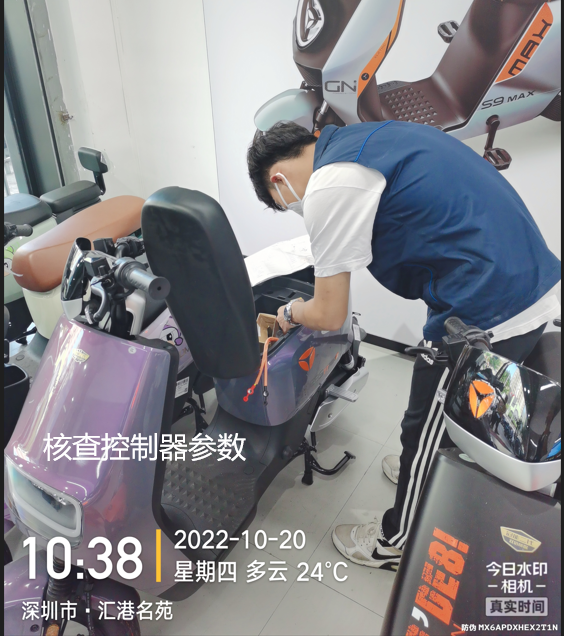 GN
S9 MAX
核查控制器参数
10:38
2022-10-20
星期四 多云 24°C
深圳市·汇港名苑
今日水印
相机
真实时间
防伪 MX6APDXHEX2T1N